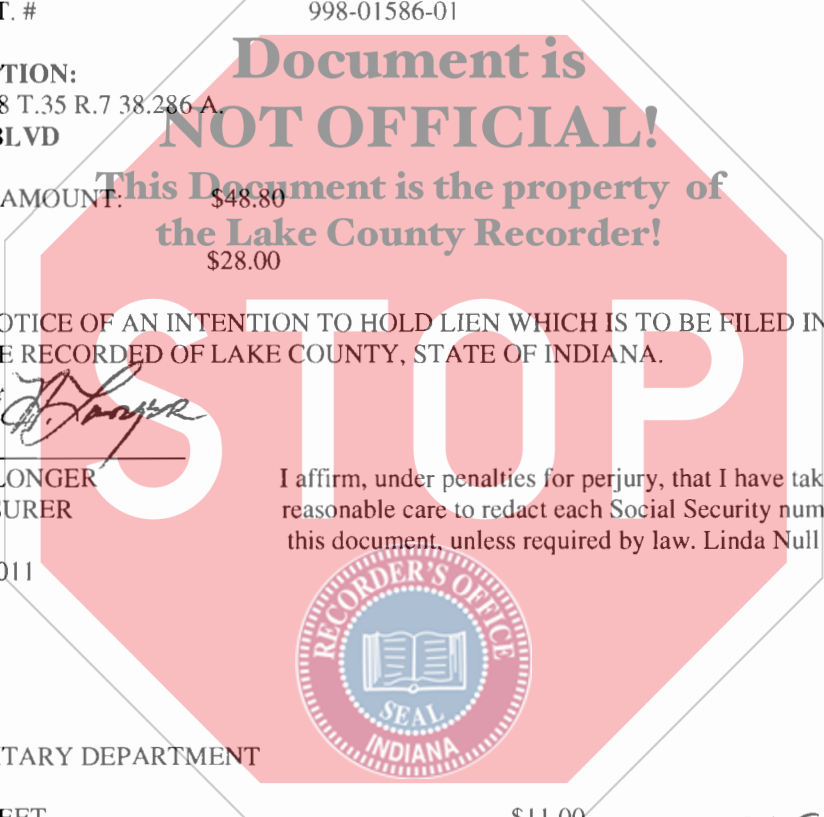 T. # 998-01586-01
Document is
TION:
8 T.35 R.7 38.286 A.
NOT OFFICIAL!
BLVD
This Document is the property of
AMOUNT: $48.80
the Lake County Recorder!
$28.00
OTICE OF AN INTENTION TO HOLD LIEN WHICH IS TO BE FILED IN
E RECORDED OF LAKE COUNTY, STATE OF INDIANA.
STOP
LONGER
SURER
I affirm, under penalties for perjury, that I have tak
reasonable care to redact each Social Security num
this document, unless required by law. Linda Null
011
RECORDER'S OFFICE
SEAL
INDIANA
TARY DEPARTMENT
EET $11.00